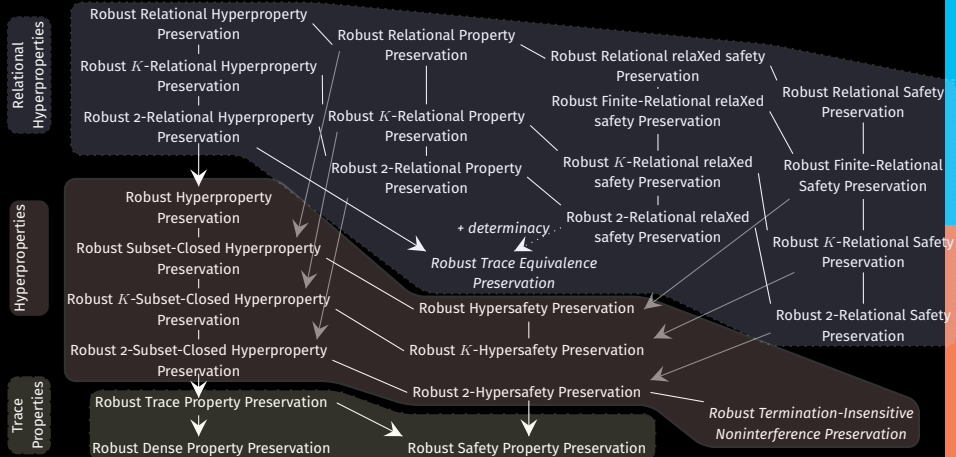 Relational
Hyperproperties
Robust Relational Hyperproperty
Preservation
Robust K-Relational Hyperproperty
Preservation
Robust 2-Relational Hyperproperty
Preservation
Robust Relational Property
Preservation
Robust K-Relational Property
Preservation
Robust 2-Relational Property
Preservation
Robust Relational relaXed safety
Preservation
Robust Finite-Relational relaXed
safety Preservation
Robust K-Relational relaXed
safety Preservation
Robust 2-Relational relaXed
safety Preservation
Robust Relational Safety
Preservation
Robust Finite-Relational
Safety Preservation
Robust K-Relational Safety
Preservation
Robust 2-Relational Safety
Preservation
+ determinacy
Robust Trace Equivalence
Preservation
Hyperproperties
Robust Hyperproperty
Preservation
Robust Subset-Closed Hyperproperty
Preservation
Robust K-Subset-Closed Hyperproperty
Preservation
Robust 2-Subset-Closed Hyperproperty
Preservation
Robust Hypersafety Preservation
Robust K-Hypersafety Preservation
Robust 2-Hypersafety Preservation
Robust Termination-Insensitive
Noninterference Preservation
Trace
Properties
Robust Trace Property Preservation
Robust Dense Property Preservation
Robust Safety Property Preservation